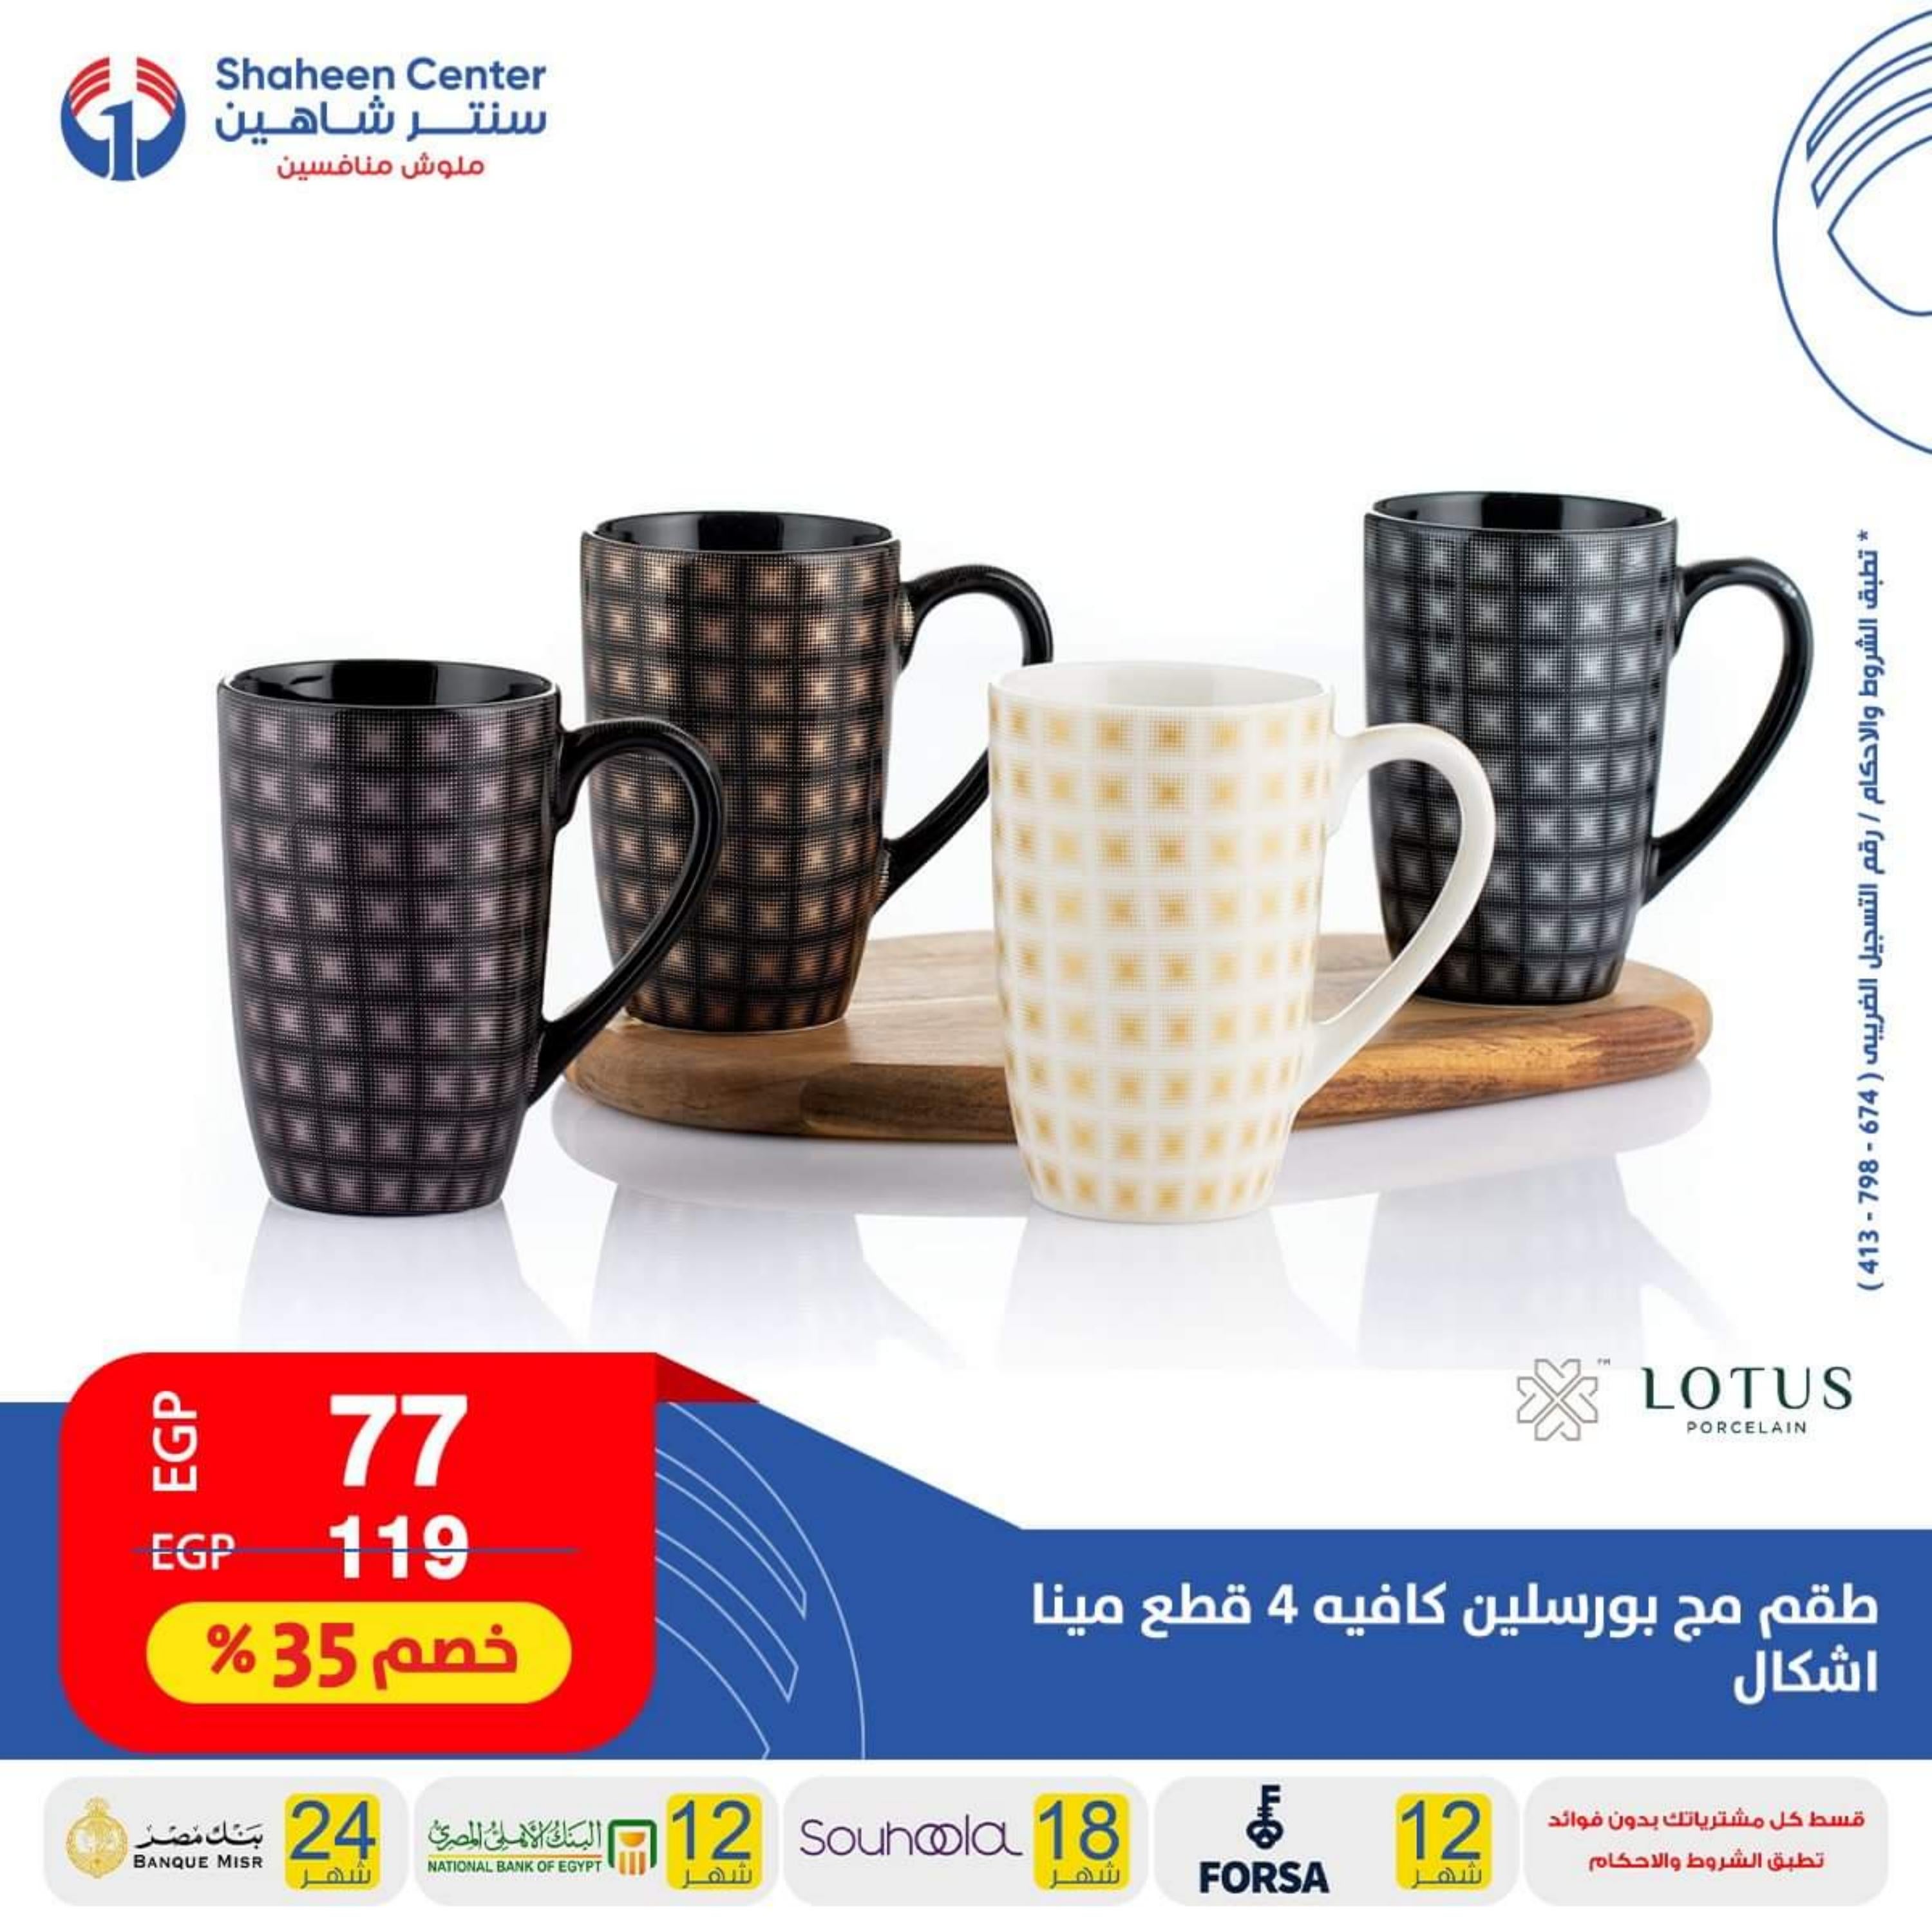 Shaheen Center
سنتر شاهين
ملوش منافسين
* تطبق الشروط والاحكام / رقم التسجيل الضريبى ( 674 - 798 - 413 )
™ LOTUS
PORCELAIN
EGP 77
EGP 119
خصم 35 %
طقم مج بورسلين كافيه 4 قطع مينا
اشكال
بنك مصر
BANQUE MISR
24
شهر
البنك الأهلي المصري
NATIONAL BANK OF EGYPT
12
شهر
Souhoola
18
شهر
FORSA
12
شهر
قسط كل مشترياتك بدون فوائد
تطبق الشروط والاحكام